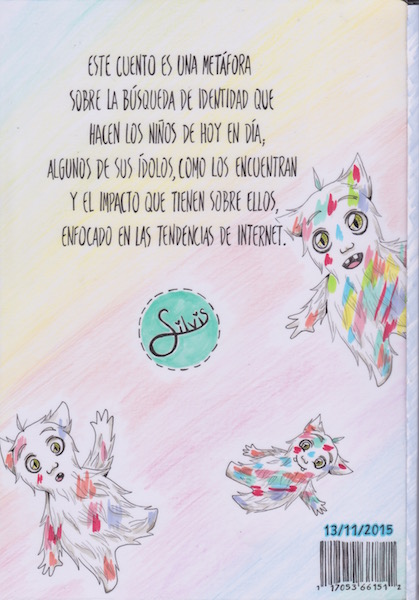 ESTE CUENTO ES UNA METÁFORA
SOBRE LA BÚSQUEDA DE IDENTIDAD QUE
HACEN LOS NIÑOS DE HOY EN DÍA;
ALGUNOS DE SUS ÍDOLOS, COMO LOS ENCUENTRAN
Y EL IMPACTO QUE TIENEN SOBRE ELLOS,
ENFOCADO EN LAS TENDENCIAS DE INTERNET.
Silvis
13/11/2015
1 17053 66151 2